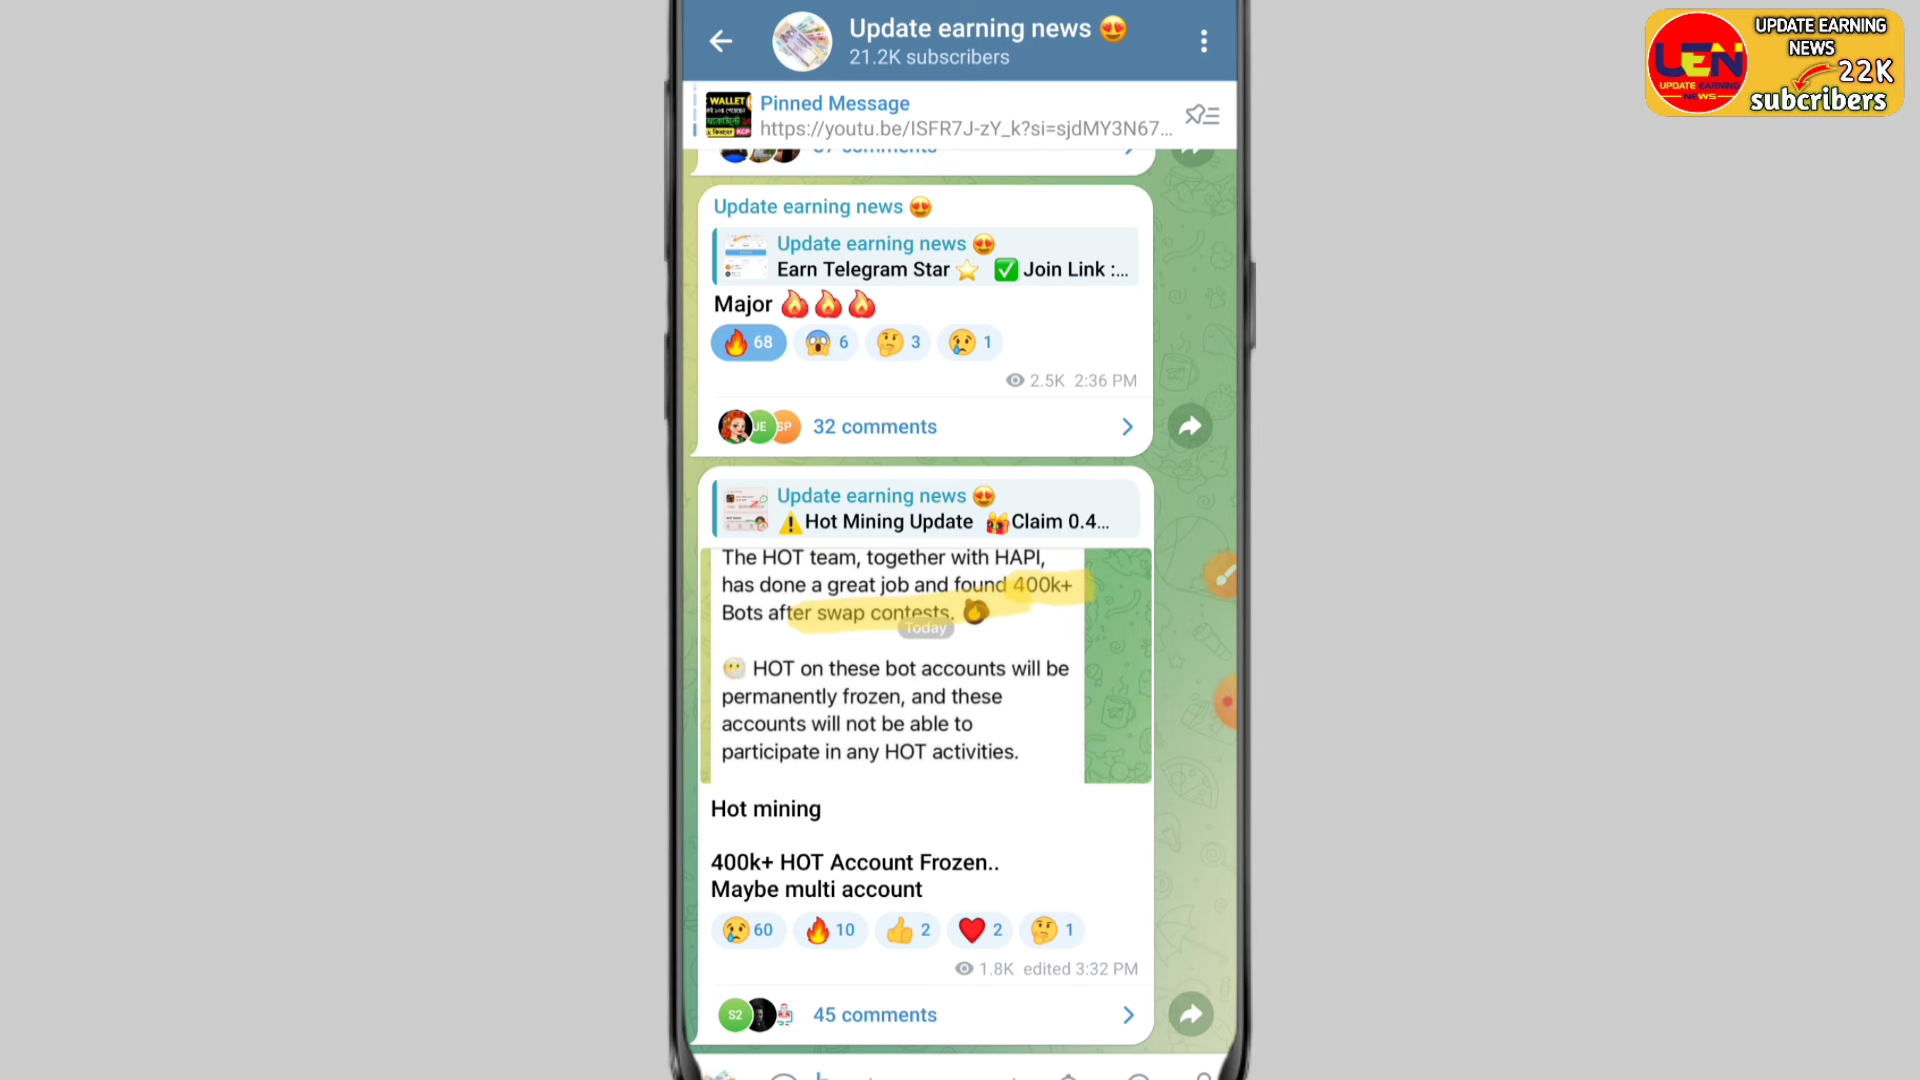 Update earning news 😍
21.2K subscribers
Pinned Message
https://youtu.be/ISFR7J-zY_k?si=sjdMY3N67...
WALLET
KCP
37 comments
Update earning news 😍
Update earning news 😍
Earn Telegram Star ⭐ ✅ Join Link :...
Major 🔥🔥🔥
🔥 68 😱 6 🤔 3 😢 1
2.5K 2:36 PM
JE SP
32 comments
Update earning news 😍
⚠️Hot Mining Update 🎁Claim 0.4...
The HOT team, together with HAPI,
has done a great job and found 400k+
Bots after swap contests.
Today
😶 HOT on these bot accounts will be
permanently frozen, and these
accounts will not be able to
participate in any HOT activities.
Hot mining
400k+ HOT Account Frozen..
Maybe multi account
😢 60 🔥 10 👍 2 ❤️ 2 🤔 1
1.8K edited 3:32 PM
S2
45 comments
UEN
UPDATE EARNING
NEWS
UPDATE EARNING
NEWS
22K
subcribers